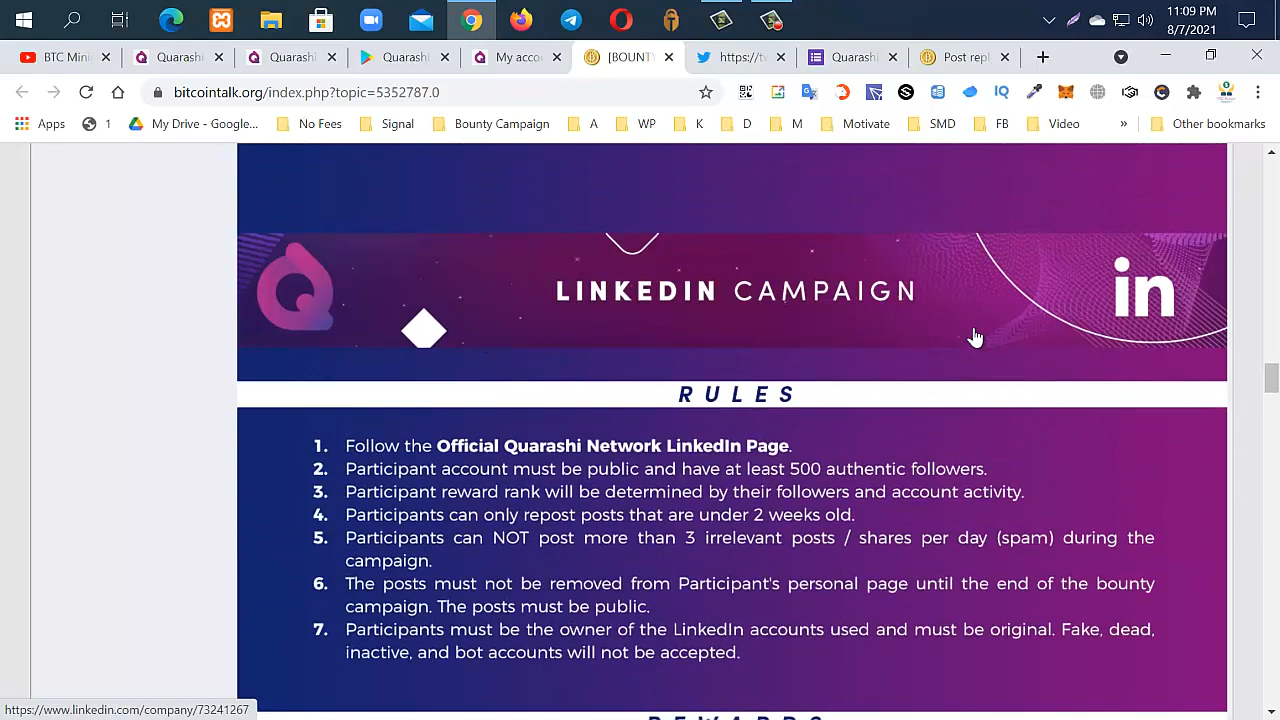 11:09 PM
8/7/2021
BTC Mini
Quarashi
Quarashi
Quarashi
My acco
[BOUNTY
https://tw
Quarashi
Post repl
bitcointalk.org/index.php?topic=5352787.0
Apps
1
My Drive - Google...
No Fees
Signal
Bounty Campaign
A
WP
K
D
M
Motivate
SMD
FB
Video
»
Other bookmarks
LINKEDIN CAMPAIGN
in
RULES
1. Follow the Official Quarashi Network LinkedIn Page.
2. Participant account must be public and have at least 500 authentic followers.
3. Participant reward rank will be determined by their followers and account activity.
4. Participants can only repost posts that are under 2 weeks old.
5. Participants can NOT post more than 3 irrelevant posts / shares per day (spam) during the
campaign.
6. The posts must not be removed from Participant's personal page until the end of the bounty
campaign. The posts must be public.
7. Participants must be the owner of the LinkedIn accounts used and must be original. Fake, dead,
inactive, and bot accounts will not be accepted.
https://www.linkedin.com/company/73241267
REWARDS